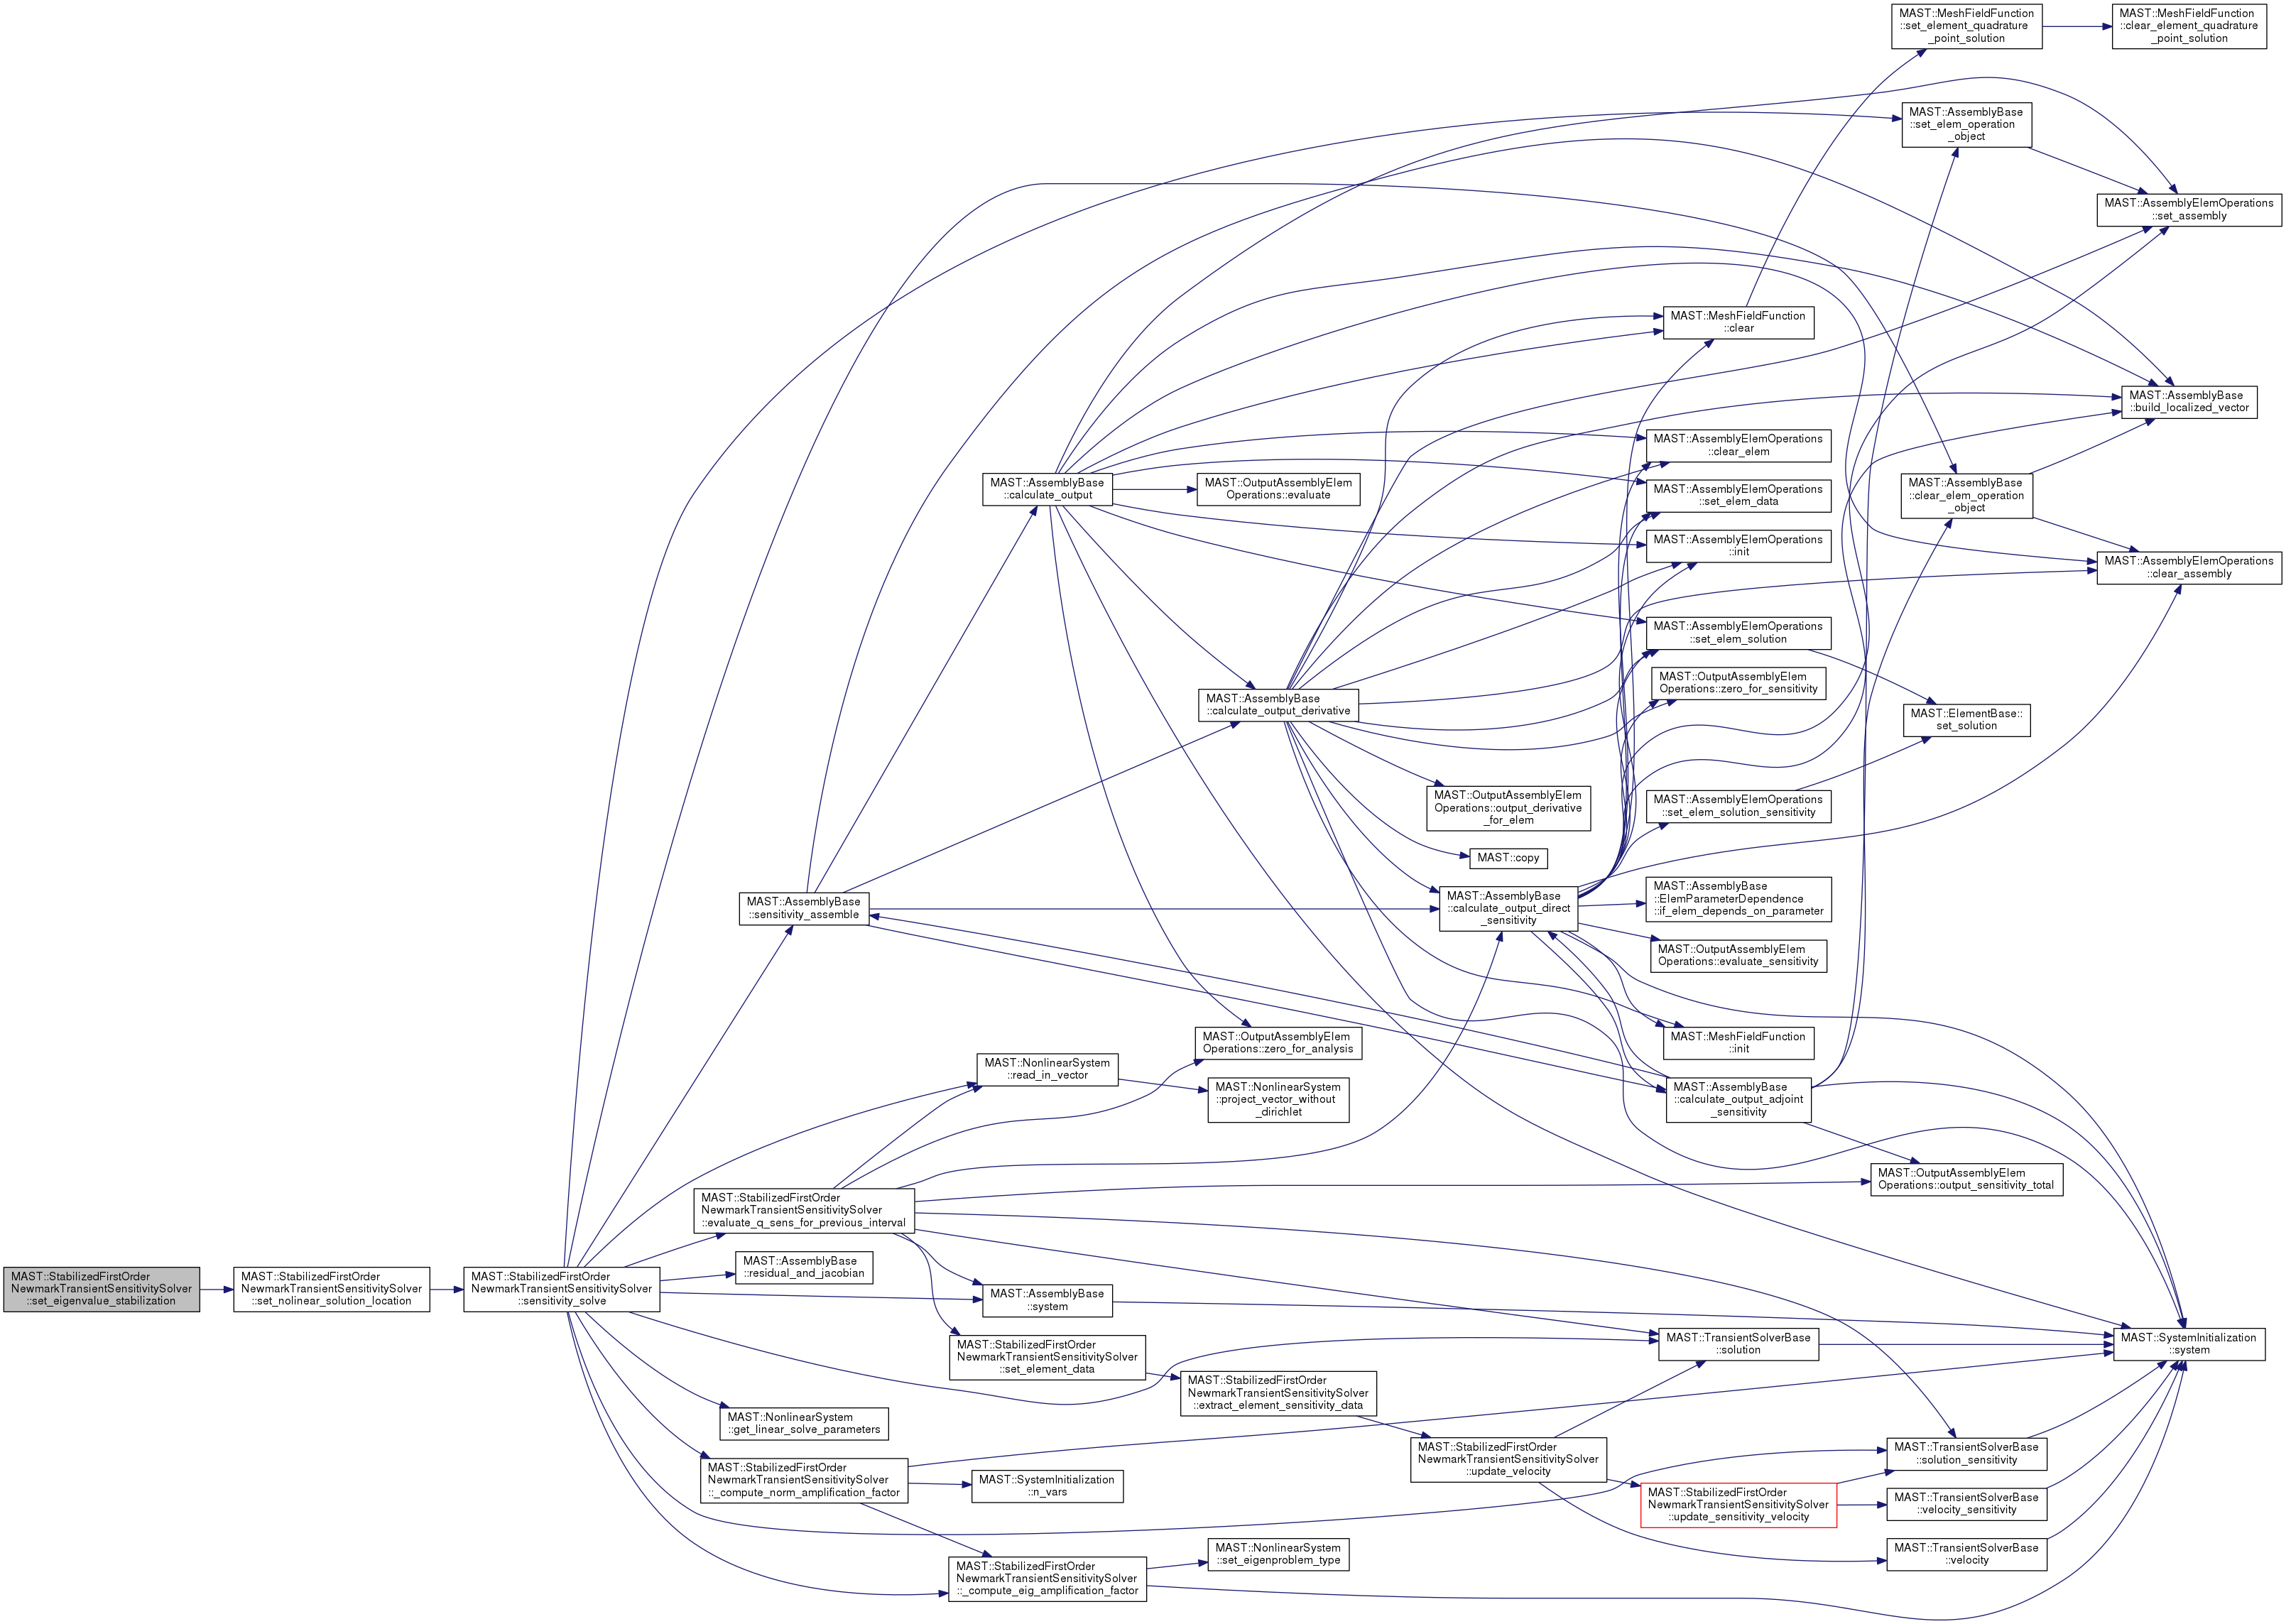 MAST::StabilizedFirstOrder
NewmarkTransientSensitivitySolver
::set_eigenvalue_stabilization
MAST::StabilizedFirstOrder
NewmarkTransientSensitivitySolver
::set_nolinear_solution_location
MAST::StabilizedFirstOrder
NewmarkTransientSensitivitySolver
::sensitivity_solve
MAST::AssemblyBase
::sensitivity_assemble
MAST::StabilizedFirstOrder
NewmarkTransientSensitivitySolver
::evaluate_q_sens_for_previous_interval
MAST::AssemblyBase
::residual_and_jacobian
MAST::NonlinearSystem
::get_linear_solve_parameters
MAST::StabilizedFirstOrder
NewmarkTransientSensitivitySolver
::_compute_norm_amplification_factor
MAST::AssemblyBase
::calculate_output
MAST::NonlinearSystem
::read_in_vector
MAST::AssemblyBase
::system
MAST::StabilizedFirstOrder
NewmarkTransientSensitivitySolver
::set_element_data
MAST::SystemInitialization
::n_vars
MAST::StabilizedFirstOrder
NewmarkTransientSensitivitySolver
::_compute_eig_amplification_factor
MAST::OutputAssemblyElem
Operations::evaluate
MAST::AssemblyBase
::calculate_output_derivative
MAST::OutputAssemblyElem
Operations::zero_for_analysis
MAST::NonlinearSystem
::project_vector_without
_dirichlet
MAST::StabilizedFirstOrder
NewmarkTransientSensitivitySolver
::extract_element_sensitivity_data
MAST::NonlinearSystem
::set_eigenproblem_type
MAST::OutputAssemblyElem
Operations::output_derivative
_for_elem
MAST::copy
MAST::AssemblyBase
::calculate_output_direct
_sensitivity
MAST::StabilizedFirstOrder
NewmarkTransientSensitivitySolver
::update_velocity
MAST::MeshFieldFunction
::clear
MAST::AssemblyElemOperations
::clear_elem
MAST::AssemblyElemOperations
::set_elem_data
MAST::AssemblyElemOperations
::init
MAST::AssemblyElemOperations
::set_elem_solution
MAST::OutputAssemblyElem
Operations::zero_for_sensitivity
MAST::AssemblyElemOperations
::set_elem_solution_sensitivity
MAST::AssemblyBase
::ElemParameterDependence
::if_elem_depends_on_parameter
MAST::OutputAssemblyElem
Operations::evaluate_sensitivity
MAST::MeshFieldFunction
::init
MAST::AssemblyBase
::calculate_output_adjoint
_sensitivity
MAST::TransientSolverBase
::solution
MAST::StabilizedFirstOrder
NewmarkTransientSensitivitySolver
::update_sensitivity_velocity
MAST::MeshFieldFunction
::set_element_quadrature
_point_solution
MAST::AssemblyBase
::set_elem_operation
_object
MAST::AssemblyBase
::clear_elem_operation
_object
MAST::ElementBase::
set_solution
MAST::OutputAssemblyElem
Operations::output_sensitivity_total
MAST::TransientSolverBase
::solution_sensitivity
MAST::TransientSolverBase
::velocity_sensitivity
MAST::TransientSolverBase
::velocity
MAST::MeshFieldFunction
::clear_element_quadrature
_point_solution
MAST::AssemblyElemOperations
::set_assembly
MAST::AssemblyBase
::build_localized_vector
MAST::AssemblyElemOperations
::clear_assembly
MAST::SystemInitialization
::system